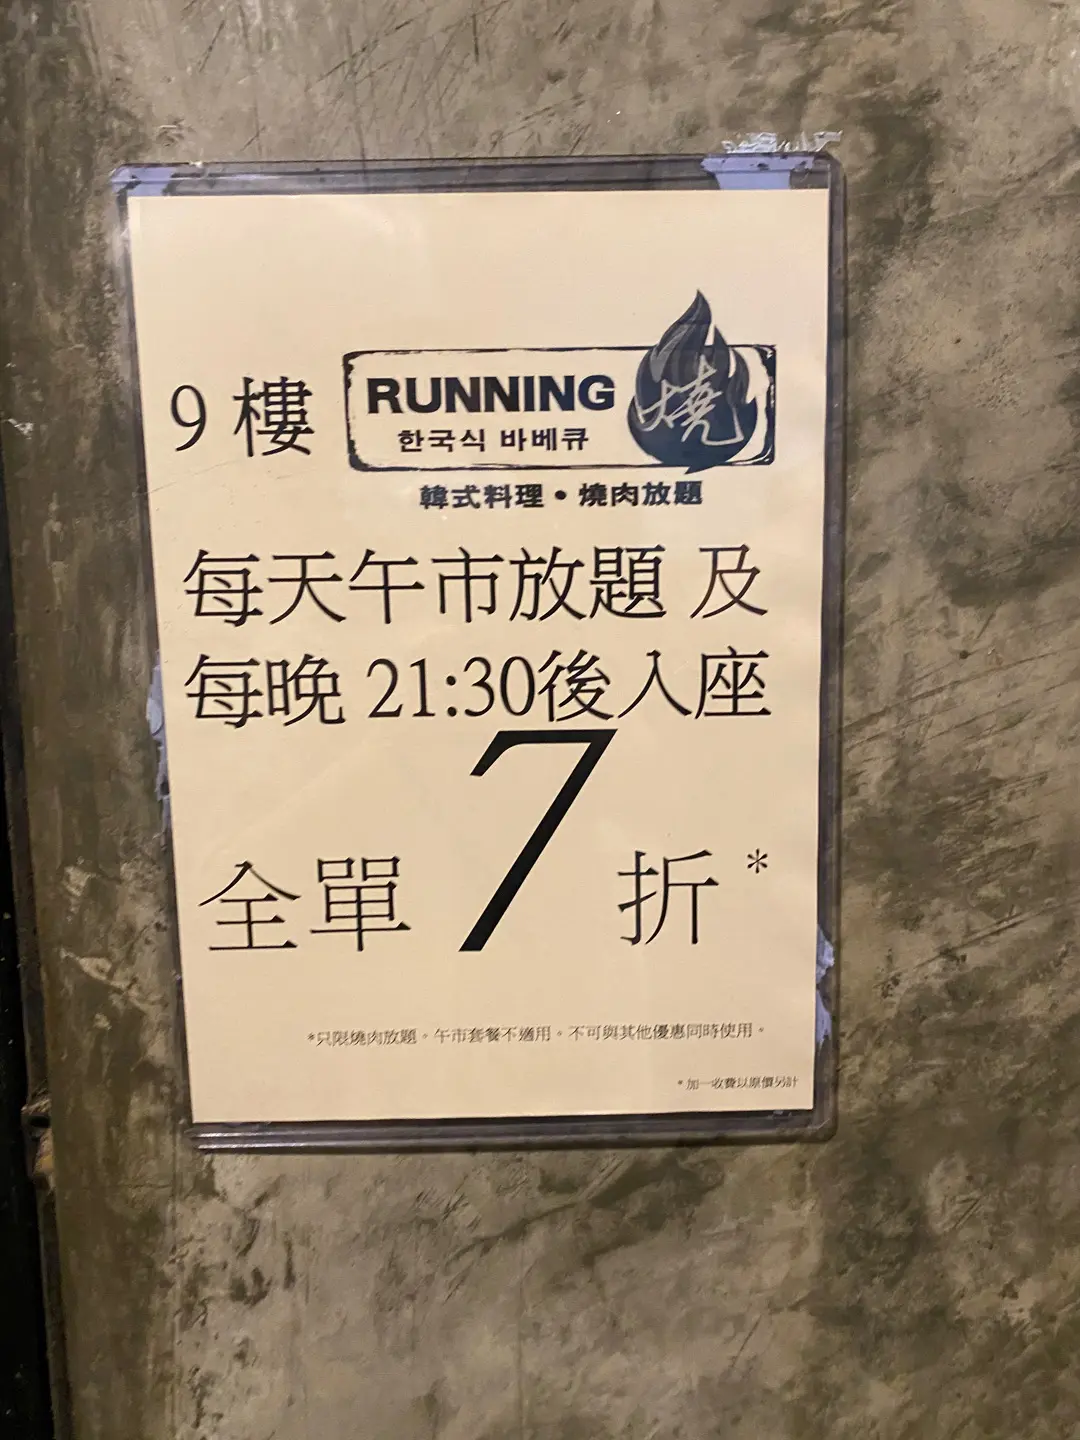 9 樓
RUNNING
燒
한국식 바베큐
韓式料理•燒肉放題
每天午市放題 及
每晚 21:30後入座
全單 7 折*
*只限燒肉放題。午市套餐不適用。不可與其他優惠同時使用。
*加一收費以原價另計